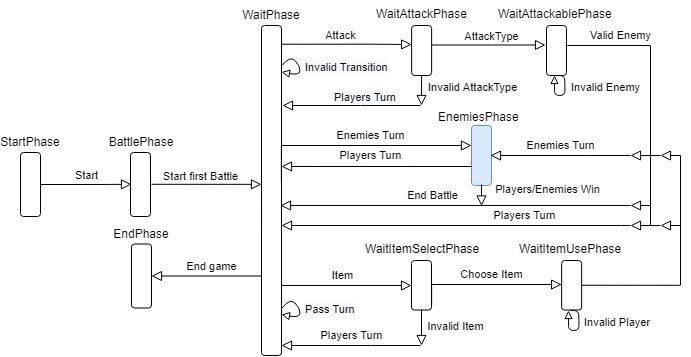 WaitPhase
WaitAttackPhase
WaitAttackablePhase
Attack
AttackType
Valid Enemy
Invalid Transition
Invalid AttackType
Invalid Enemy
Players Turn
EnemiesPhase
StartPhase
BattlePhase
Enemies Turn
Enemies Turn
Players Turn
Start
Start first Battle
Players/Enemies Win
End Battle
Players Turn
EndPhase
WaitItemSelectPhase
WaitItemUsePhase
End game
Item
Choose Item
Pass Turn
Invalid Item
Invalid Player
Players Turn